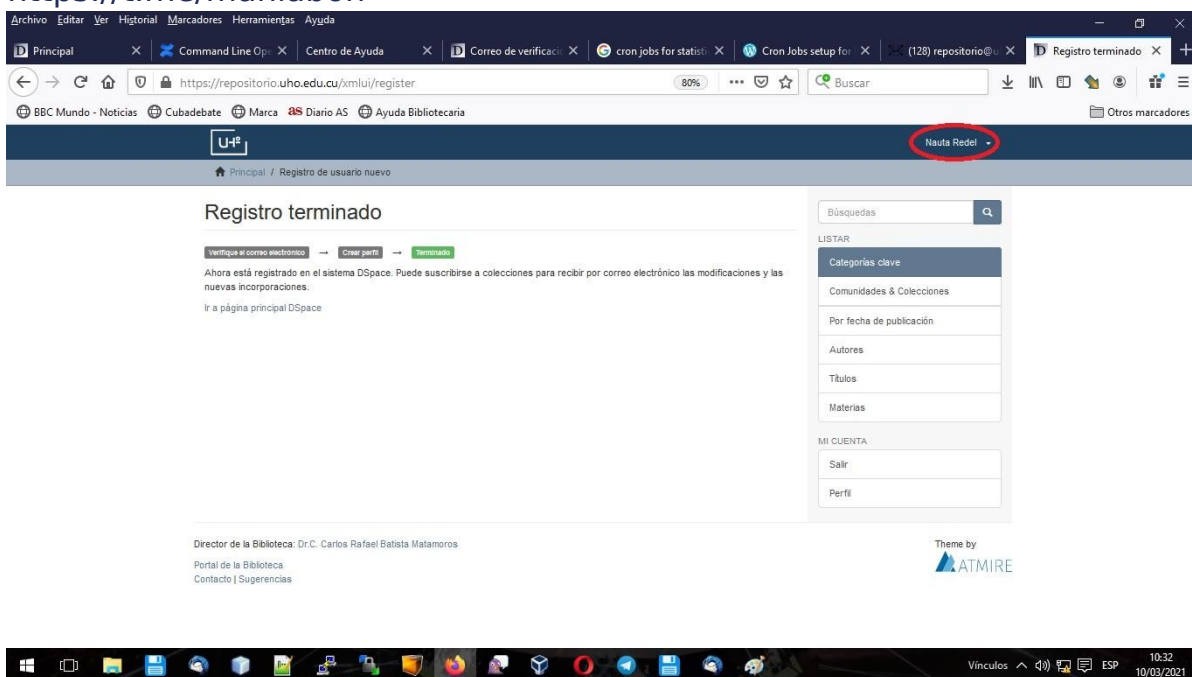 Archivo Editar Ver Historial Marcadores Herramientas Ayuda
Principal
Command Line Ope
Centro de Ayuda
Correo de verificació
cron jobs for statisti
Cron Jobs setup for
(128) repositorio@u
Registro terminado
https://repositorio.uho.edu.cu/xmlui/register
80%
Buscar
BBC Mundo - Noticias
Cubadebate
Marca
as Diario AS
Ayuda Bibliotecaria
Otros marcadores
Nauta Redel
Principal / Registro de usuario nuevo
Registro terminado
Verifique el correo electrónico → Crear perfil → Terminado
Ahora está registrado en el sistema DSpace. Puede suscribirse a colecciones para recibir por correo electrónico las modificaciones y las
nuevas incorporaciones.
Ir a página principal DSpace
Búsquedas
LISTAR
Categorías clave
Comunidades & Colecciones
Por fecha de publicación
Autores
Títulos
Materias
MI CUENTA
Salir
Perfil
Director de la Biblioteca: Dr.C. Carlos Rafael Batista Matamoros
Portal de la Biblioteca
Contacto | Sugerencias
Theme by
ATMIRE
Vínculos
ESP
10:32
10/03/2021